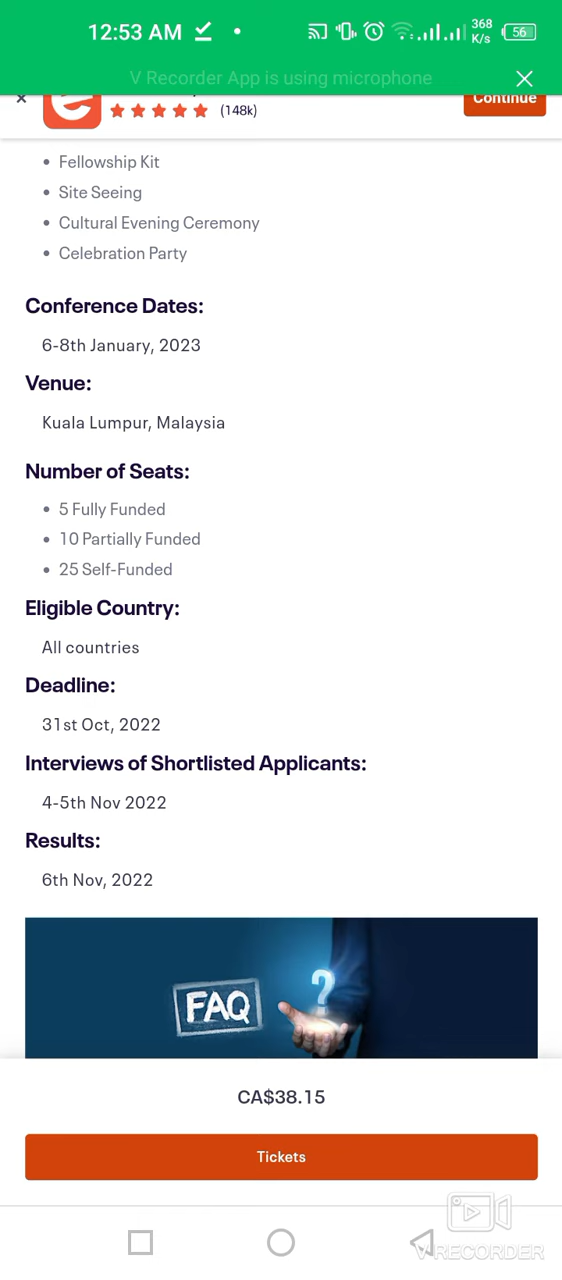 12:53 AM
368
K/s
56
V Recorder App is using microphone
(148k)
Continue
Fellowship Kit
Site Seeing
Cultural Evening Ceremony
Celebration Party
Conference Dates:
6-8th January, 2023
Venue:
Kuala Lumpur, Malaysia
Number of Seats:
5 Fully Funded
10 Partially Funded
25 Self-Funded
Eligible Country:
All countries
Deadline:
31st Oct, 2022
Interviews of Shortlisted Applicants:
4-5th Nov 2022
Results:
6th Nov, 2022
FAQ
?
CA$38.15
Tickets
V RECORDER